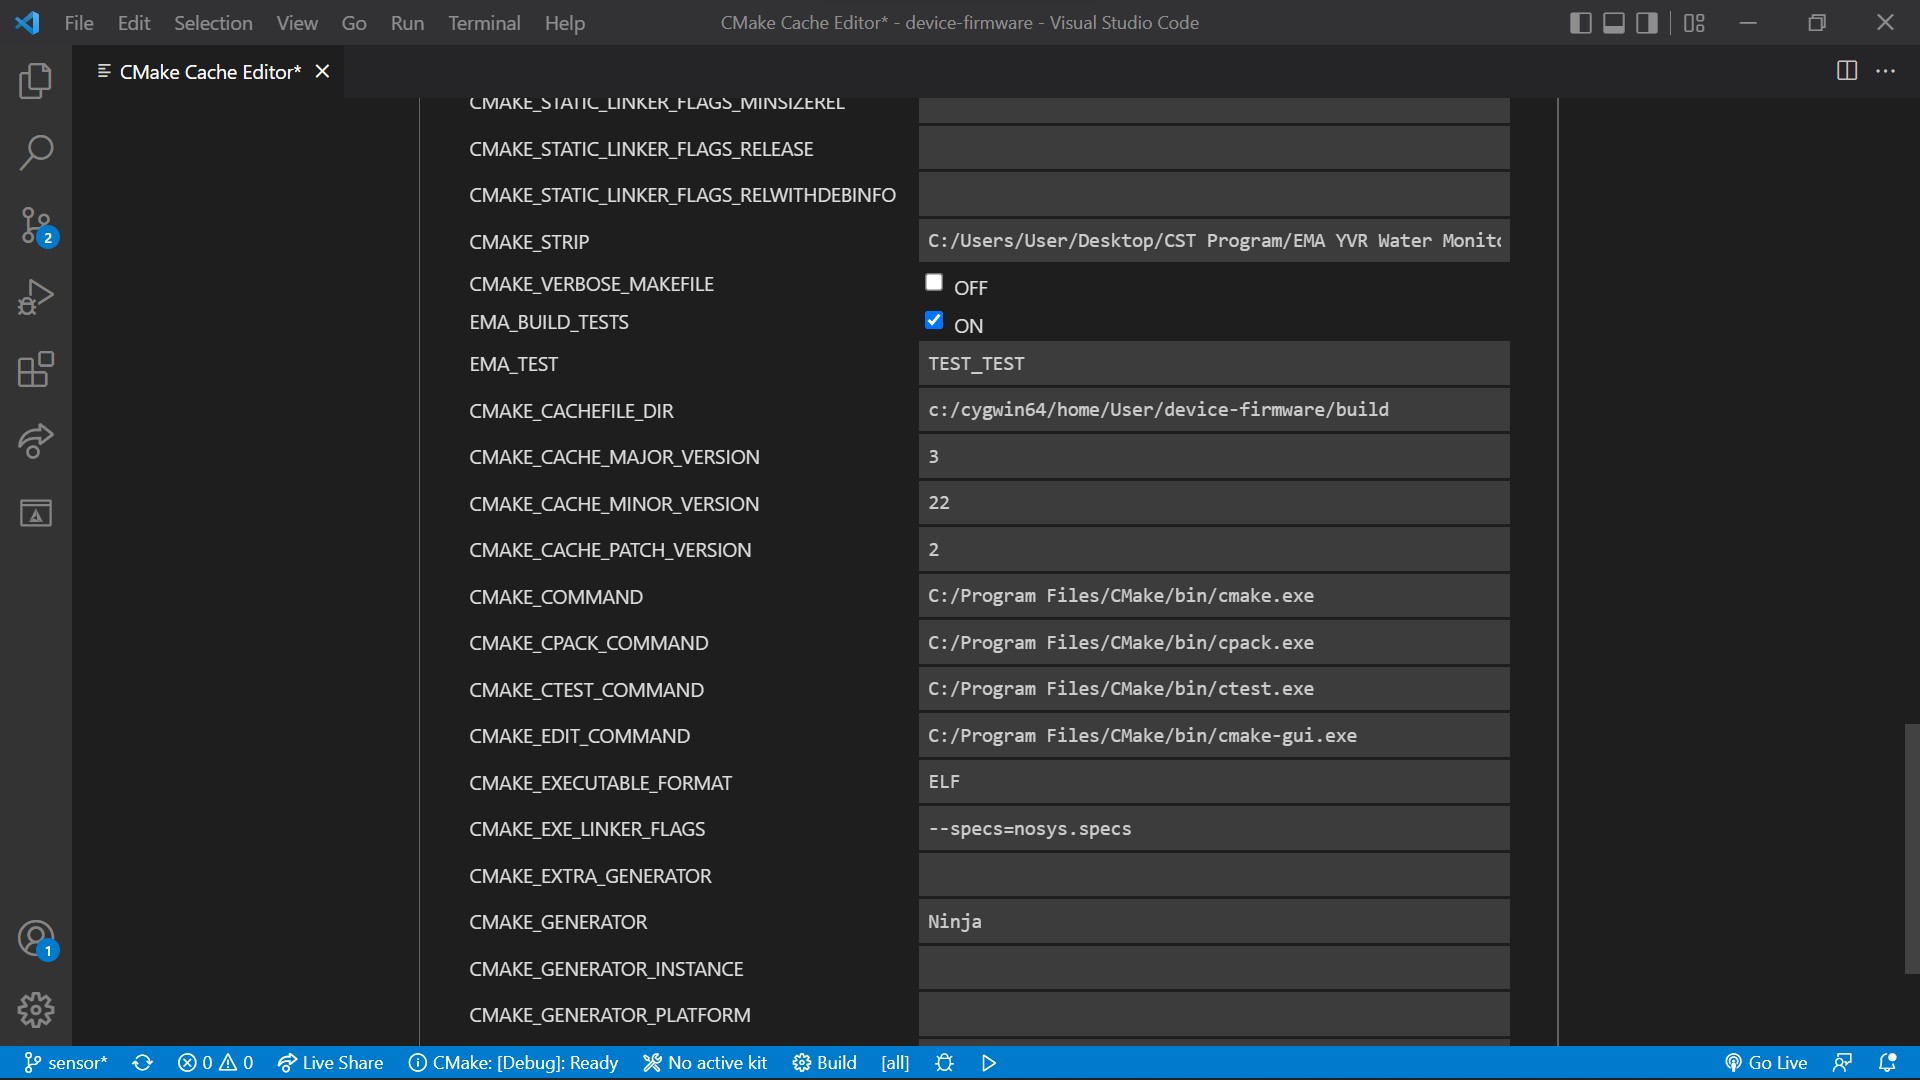 File Edit Selection View Go Run Terminal Help CMake Cache Editor* - device-firmware - Visual Studio Code
CMake Cache Editor*
CMAKE_STATIC_LINKER_FLAGS_MINSIZEREL
CMAKE_STATIC_LINKER_FLAGS_RELEASE
CMAKE_STATIC_LINKER_FLAGS_RELWITHDEBINFO
CMAKE_STRIP C:/Users/User/Desktop/CST Program/EMA YVR Water Monito
CMAKE_VERBOSE_MAKEFILE OFF
EMA_BUILD_TESTS ON
EMA_TEST TEST_TEST
CMAKE_CACHEFILE_DIR c:/cygwin64/home/User/device-firmware/build
CMAKE_CACHE_MAJOR_VERSION 3
CMAKE_CACHE_MINOR_VERSION 22
CMAKE_CACHE_PATCH_VERSION 2
CMAKE_COMMAND C:/Program Files/CMake/bin/cmake.exe
CMAKE_CPACK_COMMAND C:/Program Files/CMake/bin/cpack.exe
CMAKE_CTEST_COMMAND C:/Program Files/CMake/bin/ctest.exe
CMAKE_EDIT_COMMAND C:/Program Files/CMake/bin/cmake-gui.exe
CMAKE_EXECUTABLE_FORMAT ELF
CMAKE_EXE_LINKER_FLAGS --specs=nosys.specs
CMAKE_EXTRA_GENERATOR
CMAKE_GENERATOR Ninja
CMAKE_GENERATOR_INSTANCE
CMAKE_GENERATOR_PLATFORM
2
1
sensor* 0 0 Live Share CMake: [Debug]: Ready No active kit Build [all] Go Live